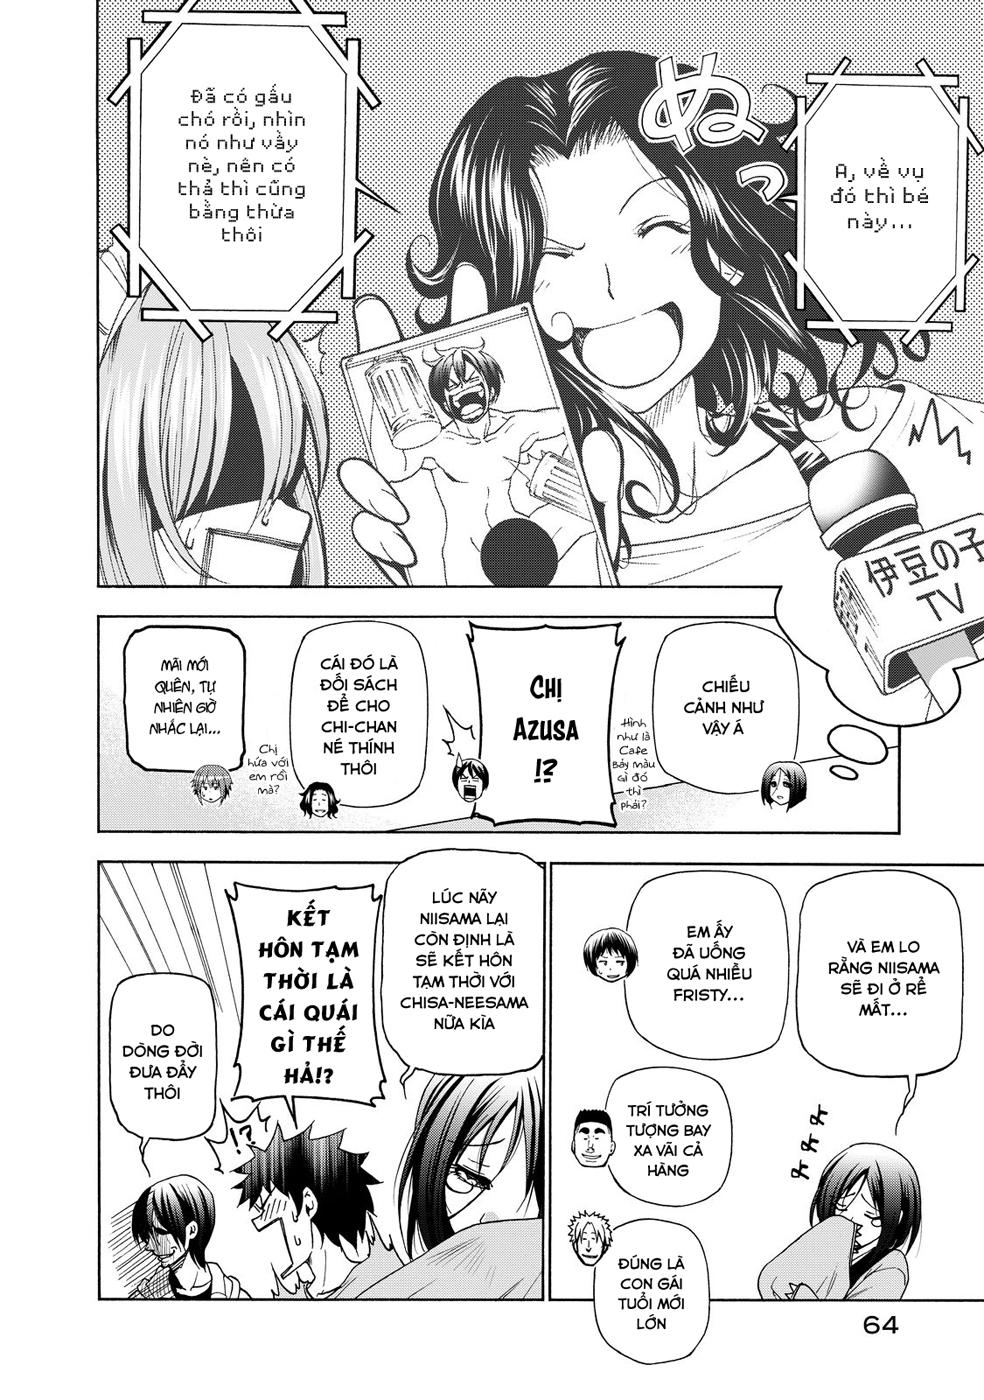 A, về vụ
đó thì bé
này...
ぬっ
Đã có gấu
chó rồi, nhìn
nó như vầy
nè, nên có
thả thì cũng
bằng thừa
thôi
伊豆の子
TV
CHIẾU
CẢNH NHƯ
VẬY Á
Hình
như là
Cafe
Bảy màu
gì đó
thì
phải?
CHỊ
AZUSA
!?
CÁI ĐÓ LÀ
ĐỐI SÁCH
ĐỂ CHO
CHI-CHAN
NÉ THÍNH
THÔI
Chị
hứa với
em rồi
mà?
MÃI MỚI
QUÊN, TỰ
NHIÊN GIỜ
NHẮC LẠI...
VÀ EM LO
RẰNG NIISAMA
SẼ ĐI Ở RỂ
MẤT...
EM ẤY
ĐÃ UỐNG
QUÁ NHIỀU
FRISTY...
TRÍ TƯỞNG
TƯỢNG BAY
XA VÃI CẢ
HÀNG
ĐÚNG LÀ
CON GÁI
TUỔI MỚI
LỚN
LÚC NÃY
NIISAMA LẠI
CÒN ĐỊNH LÀ
SẼ KẾT HÔN
TẠM THỜI VỚI
CHISA-NEESAMA
NỮA KÌA
KẾT
HÔN TẠM
THỜI LÀ
CÁI QUÁI
GÌ THẾ
HẢ!?
!?
DO
DÒNG ĐỜI
ĐƯA ĐẨY
THÔI
64